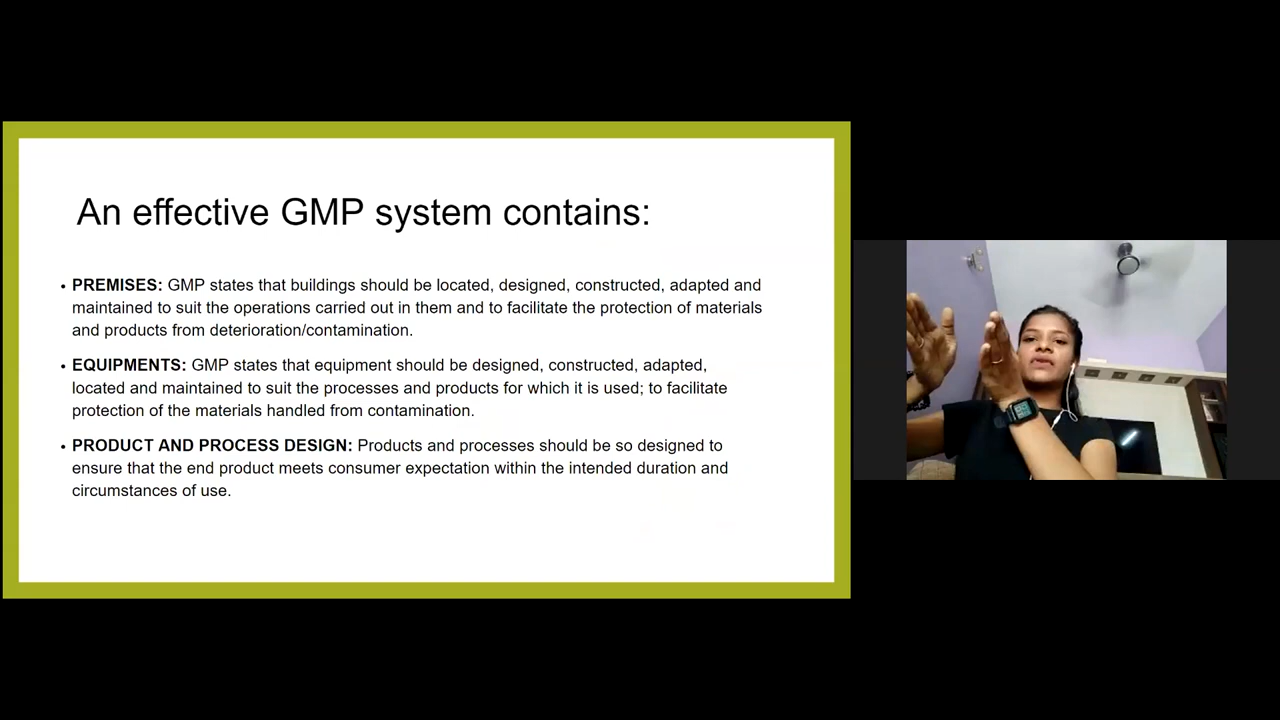 An effective GMP system contains:
• PREMISES: GMP states that buildings should be located, designed, constructed, adapted and
maintained to suit the operations carried out in them and to facilitate the protection of materials
and products from deterioration/contamination.
• EQUIPMENTS: GMP states that equipment should be designed, constructed, adapted,
located and maintained to suit the processes and products for which it is used; to facilitate
protection of the materials handled from contamination.
• PRODUCT AND PROCESS DESIGN: Products and processes should be so designed to
ensure that the end product meets consumer expectation within the intended duration and
circumstances of use.